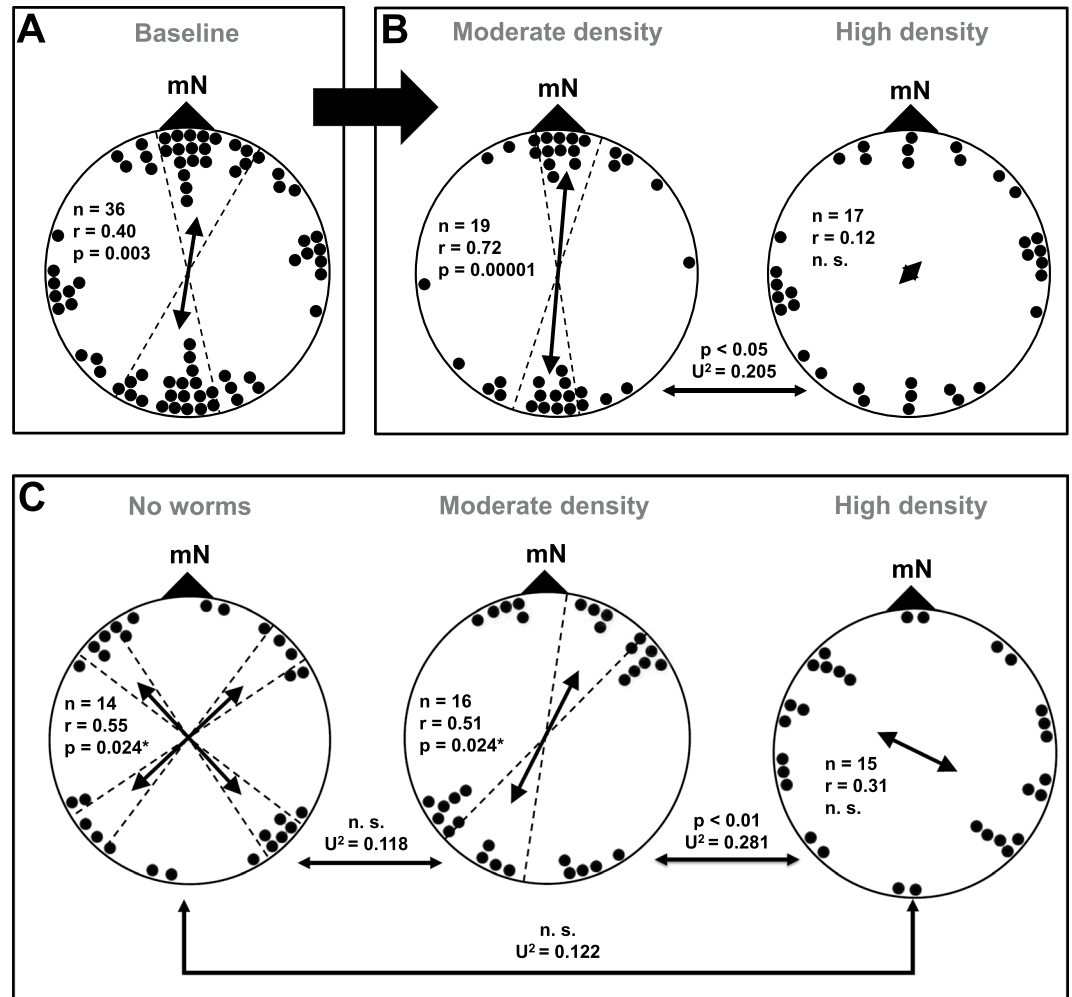 A
Baseline
mN
n = 36
r = 0.40
p = 0.003
B
Moderate density
High density
mN
mN
n = 19
r = 0.72
p = 0.00001
n = 17
r = 0.12
n. s.
p < 0.05
U² = 0.205
C
No worms
Moderate density
High density
mN
mN
mN
n = 14
r = 0.55
p = 0.024*
n = 16
r = 0.51
p = 0.024*
n = 15
r = 0.31
n. s.
n. s.
U² = 0.118
p < 0.01
U² = 0.281
n. s.
U² = 0.122